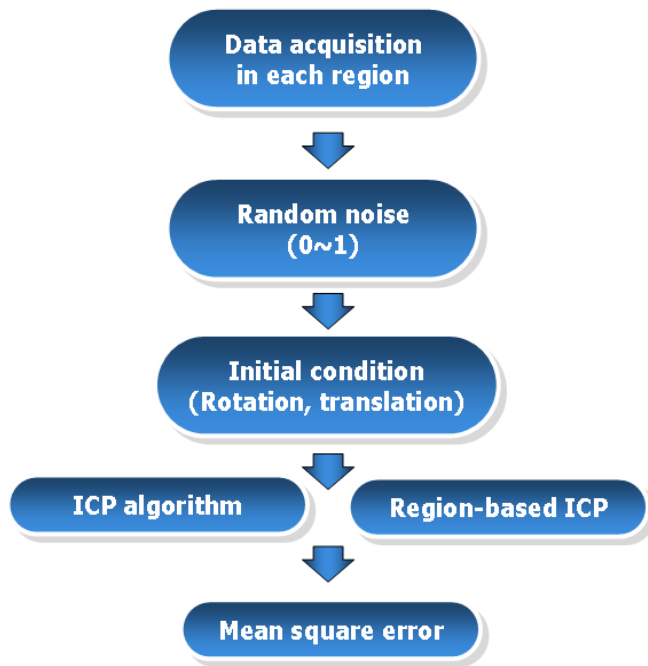 Data acquisition
in each region
Random noise
(0~1)
Initial condition
(Rotation, translation)
ICP algorithm
Region-based ICP
Mean square error